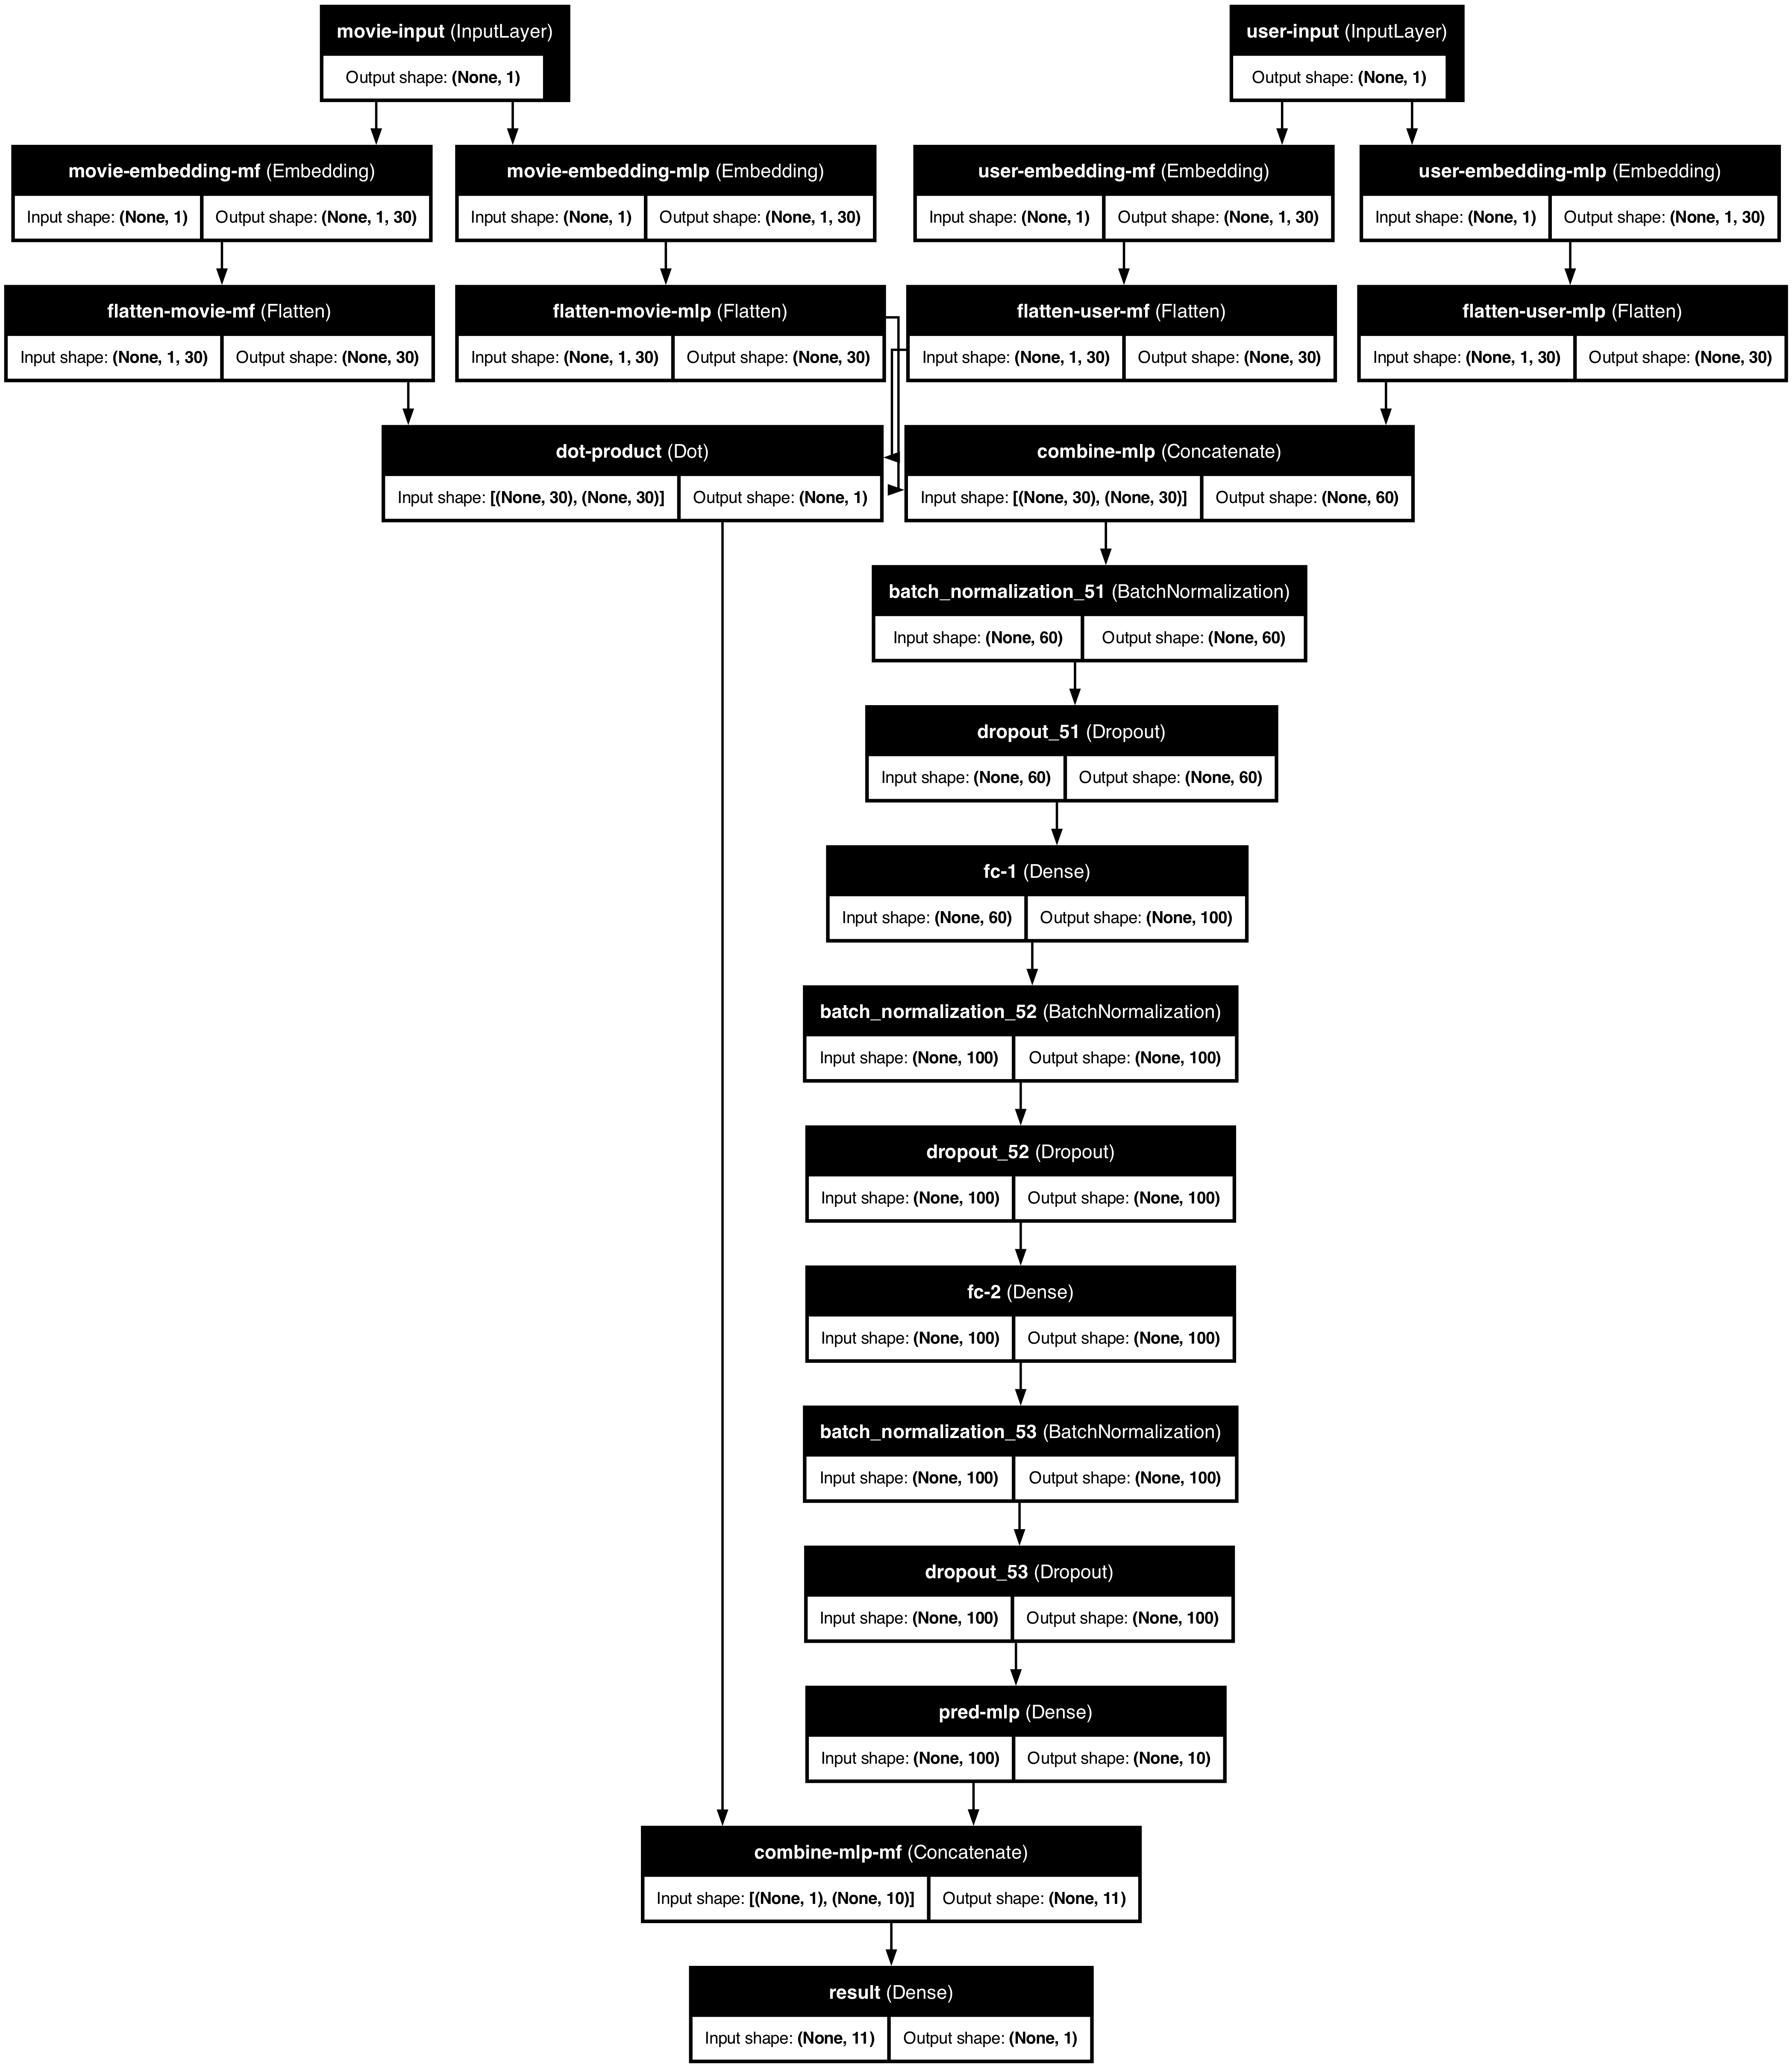 movie-input (InputLayer)
Output shape: (None, 1)
user-input (InputLayer)
Output shape: (None, 1)
movie-embedding-mf (Embedding)
Input shape: (None, 1) Output shape: (None, 1, 30)
movie-embedding-mlp (Embedding)
Input shape: (None, 1) Output shape: (None, 1, 30)
user-embedding-mf (Embedding)
Input shape: (None, 1) Output shape: (None, 1, 30)
user-embedding-mlp (Embedding)
Input shape: (None, 1) Output shape: (None, 1, 30)
flatten-movie-mf (Flatten)
Input shape: (None, 1, 30) Output shape: (None, 30)
flatten-movie-mlp (Flatten)
Input shape: (None, 1, 30) Output shape: (None, 30)
flatten-user-mf (Flatten)
Input shape: (None, 1, 30) Output shape: (None, 30)
flatten-user-mlp (Flatten)
Input shape: (None, 1, 30) Output shape: (None, 30)
dot-product (Dot)
Input shape: [(None, 30), (None, 30)] Output shape: (None, 1)
combine-mlp (Concatenate)
Input shape: [(None, 30), (None, 30)] Output shape: (None, 60)
batch_normalization_51 (BatchNormalization)
Input shape: (None, 60) Output shape: (None, 60)
dropout_51 (Dropout)
Input shape: (None, 60) Output shape: (None, 60)
fc-1 (Dense)
Input shape: (None, 60) Output shape: (None, 100)
batch_normalization_52 (BatchNormalization)
Input shape: (None, 100) Output shape: (None, 100)
dropout_52 (Dropout)
Input shape: (None, 100) Output shape: (None, 100)
fc-2 (Dense)
Input shape: (None, 100) Output shape: (None, 100)
batch_normalization_53 (BatchNormalization)
Input shape: (None, 100) Output shape: (None, 100)
dropout_53 (Dropout)
Input shape: (None, 100) Output shape: (None, 100)
pred-mlp (Dense)
Input shape: (None, 100) Output shape: (None, 10)
combine-mlp-mf (Concatenate)
Input shape: [(None, 1), (None, 10)] Output shape: (None, 11)
result (Dense)
Input shape: (None, 11) Output shape: (None, 1)